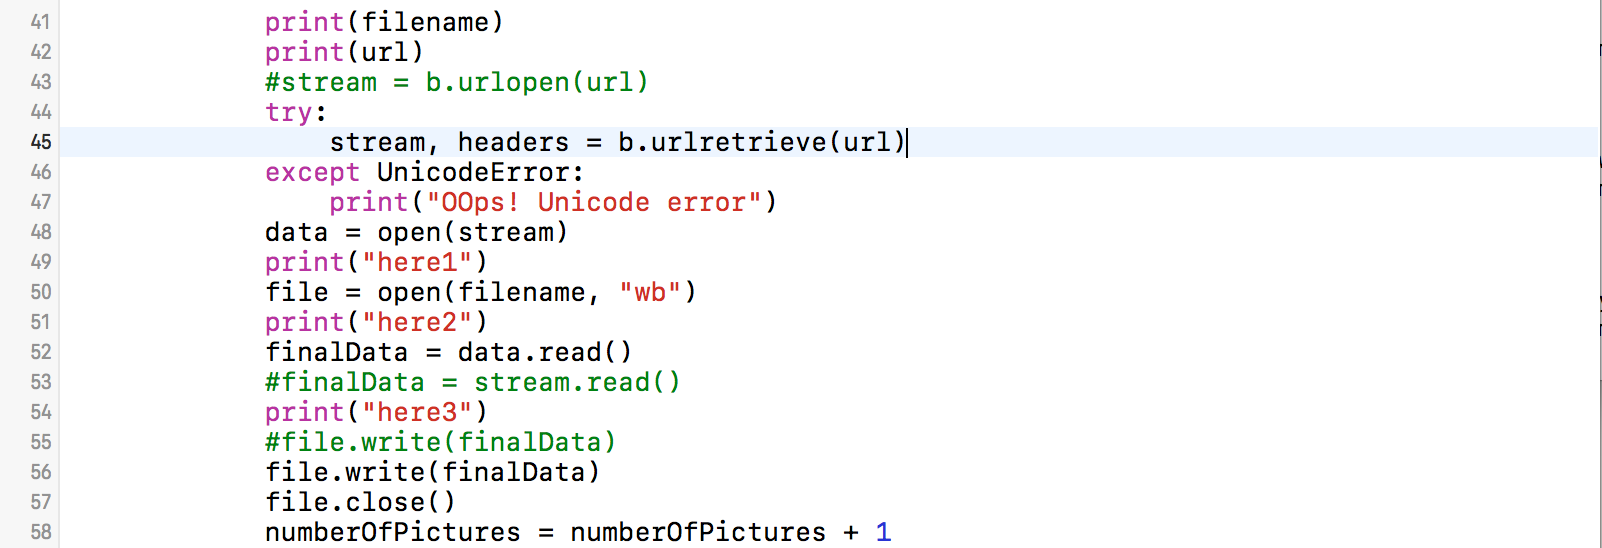 41 print(filename)
42 print(url)
43 #stream = b.urlopen(url)
44 try:
45 stream, headers = b.urlretrieve(url)
46 except UnicodeError:
47 print("OOps! Unicode error")
48 data = open(stream)
49 print("here1")
50 file = open(filename, "wb")
51 print("here2")
52 finalData = data.read()
53 #finalData = stream.read()
54 print("here3")
55 #file.write(finalData)
56 file.write(finalData)
57 file.close()
58 numberOfPictures = numberOfPictures + 1